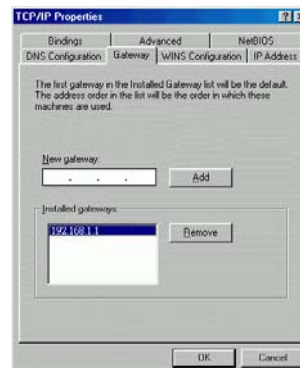 TCP/IP Properties
Bindings Advanced NetBIOS
DNS Configuration Gateway WINS Configuration IP Address
The first gateway in the Installed Gateway list will be the default.
The address order in the list will be the order in which these
machines are used.
New gateway:
. . .
Add
Installed gateways:
192.168.1.1
Remove
OK Cancel